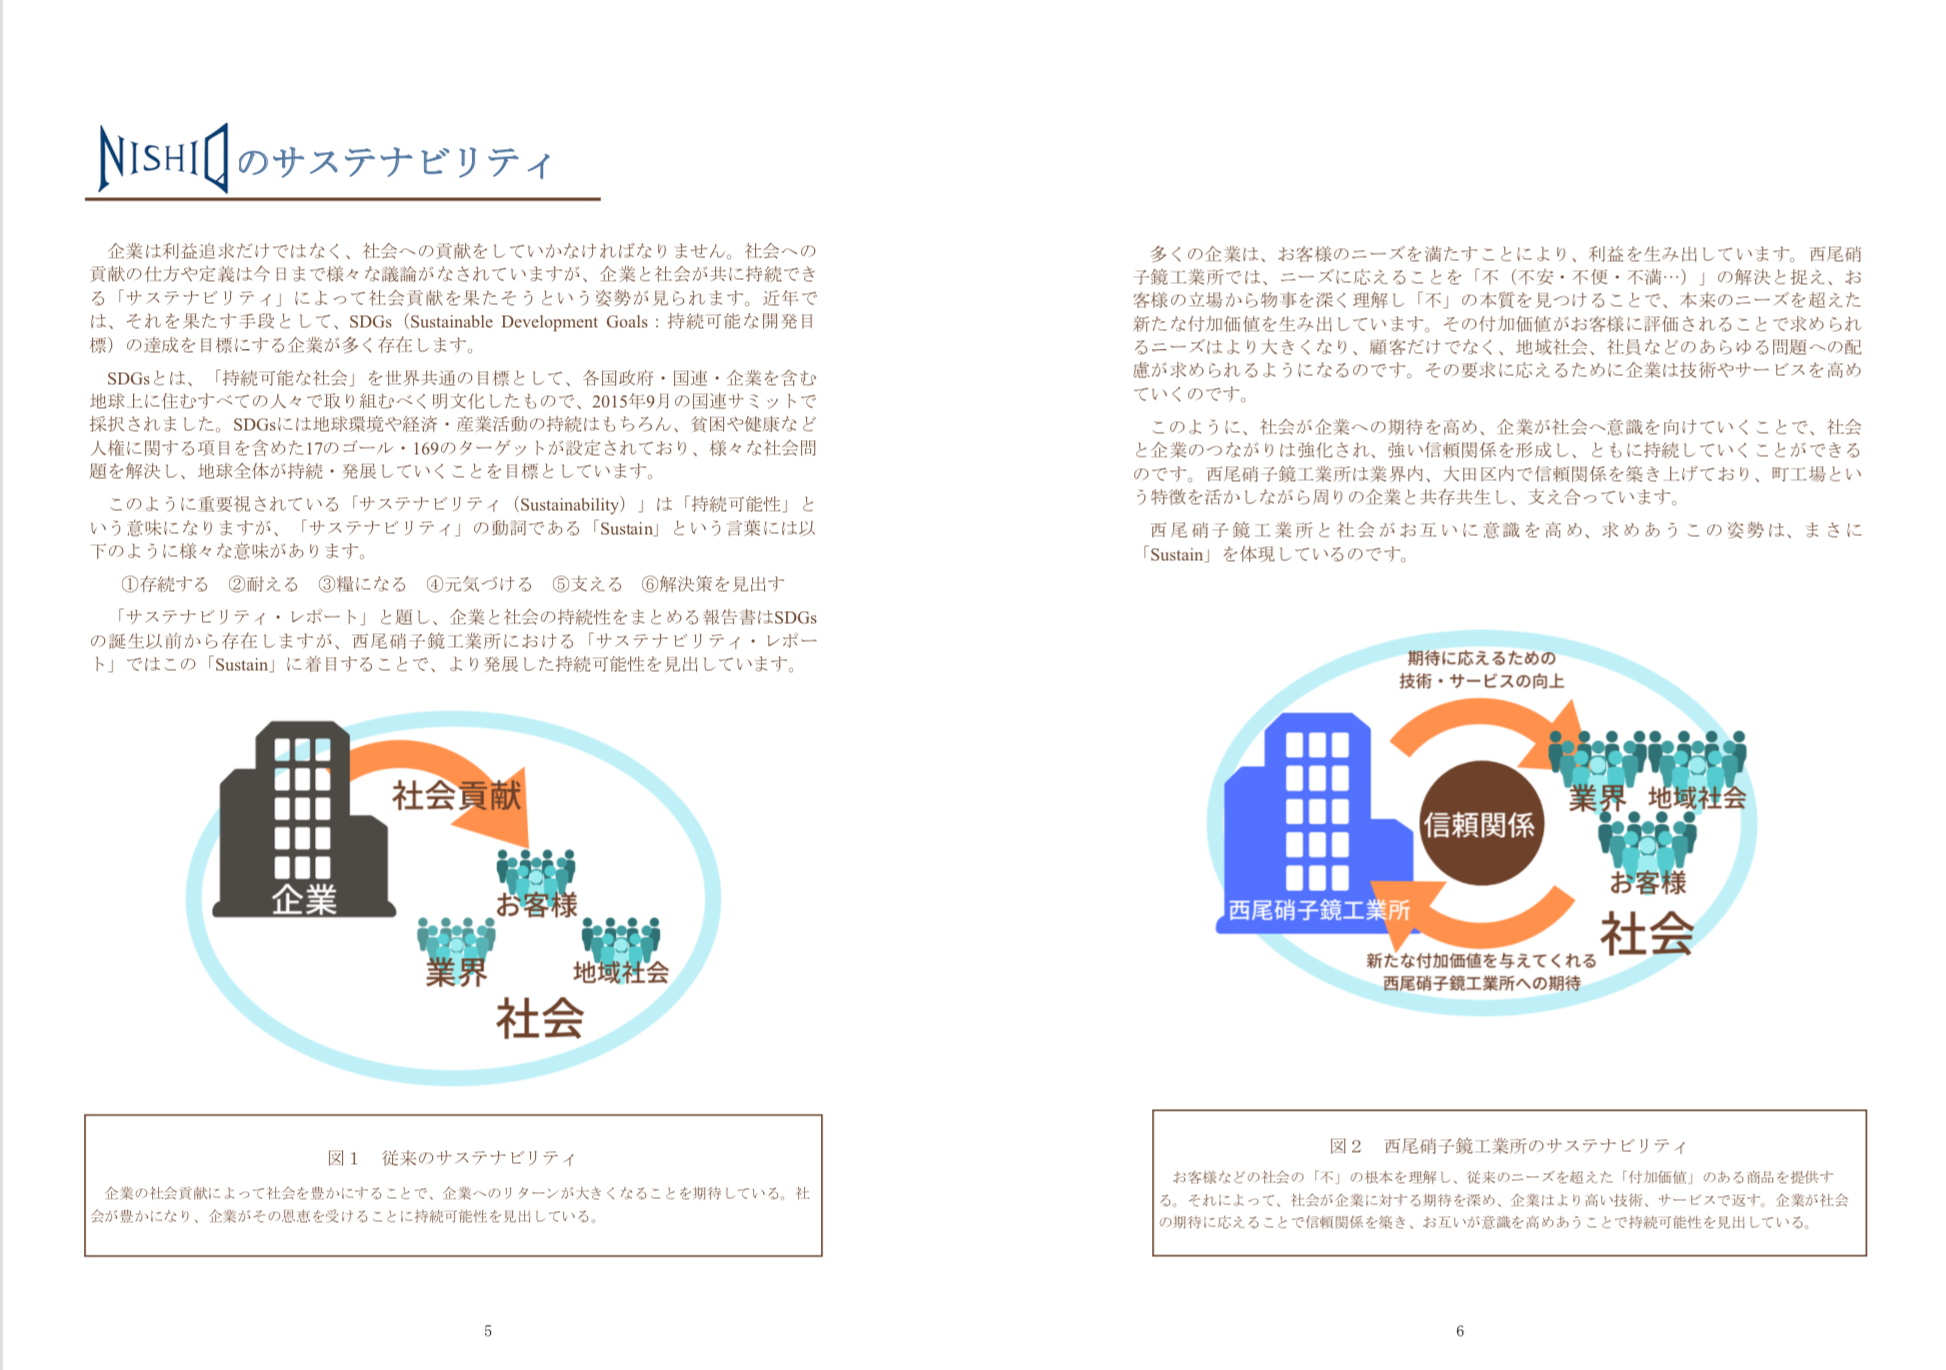 NISHIOのサステナビリティ
企業は利益追求だけではなく、社会への貢献をしていかなければなりません。社会への
貢献の仕方や定義は今日まで様々な議論がなされていますが、企業と社会が共に持続でき
る「サステナビリティ」によって社会貢献を果たそうという姿勢が見られます。近年で
は、それを果たす手段として、SDGs（Sustainable Development Goals：持続可能な開発目
標）の達成を目標にする企業が多く存在します。
SDGsとは、「持続可能な社会」を世界共通の目標として、各国政府・国連・企業を含む
地球上に住むすべての人々で取り組むべく明文化したもので、2015年9月の国連サミットで
採択されました。SDGsには地球環境や経済・産業活動の持続はもちろん、貧困や健康など
人権に関する項目を含めた17のゴール・169のターゲットが設定されており、様々な社会問
題を解決し、地球全体が持続・発展していくことを目標としています。
このように重要視されている「サステナビリティ（Sustainability）」は「持続可能性」と
いう意味になりますが、「サステナビリティ」の動詞である「Sustain」という言葉には以
下のように様々な意味があります。
①存続する　②耐える　③糧になる　④元気づける　⑤支える　⑥解決策を見出す
「サステナビリティ・レポート」と題し、企業と社会の持続性をまとめる報告書はSDGs
の誕生以前から存在しますが、西尾硝子鏡工業所における「サステナビリティ・レポー
ト」ではこの「Sustain」に着目することで、より発展した持続可能性を見出しています。
社会貢献
企業
お客様
業界
地域社会
社会
図１　従来のサステナビリティ
企業の社会貢献によって社会を豊かにすることで、企業へのリターンが大きくなることを期待している。社
会が豊かになり、企業がその恩恵を受けることに持続可能性を見出している。
5
多くの企業は、お客様のニーズを満たすことにより、利益を生み出しています。西尾硝
子鏡工業所では、ニーズに応えることを「不（不安・不便・不満…）」の解決と捉え、お
客様の立場から物事を深く理解し「不」の本質を見つけることで、本来のニーズを超えた
新たな付加価値を生み出しています。その付加価値がお客様に評価されることで求められ
るニーズはより大きくなり、顧客だけでなく、地域社会、社員などのあらゆる問題への配
慮が求められるようになるのです。その要求に応えるために企業は技術やサービスを高め
ていくのです。
このように、社会が企業への期待を高め、企業が社会へ意識を向けていくことで、社会
と企業のつながりは強化され、強い信頼関係を形成し、ともに持続していくことができる
のです。西尾硝子鏡工業所は業界内、大田区内で信頼関係を築き上げており、町工場とい
う特徴を活かしながら周りの企業と共存共生し、支え合っています。
西尾硝子鏡工業所と社会がお互いに意識を高め、求めあうこの姿勢は、まさに
「Sustain」を体現しているのです。
期待に応えるための
技術・サービスの向上
業界
地域社会
信頼関係
お客様
西尾硝子鏡工業所
社会
新たな付加価値を与えてくれる
西尾硝子鏡工業所への期待
図２　西尾硝子鏡工業所のサステナビリティ
お客様などの社会の「不」の根本を理解し、従来のニーズを超えた「付加価値」のある商品を提供す
る。それによって、社会が企業に対する期待を深め、企業はより高い技術、サービスで返す。企業が社会
の期待に応えることで信頼関係を築き、お互いが意識を高めあうことで持続可能性を見出している。
6